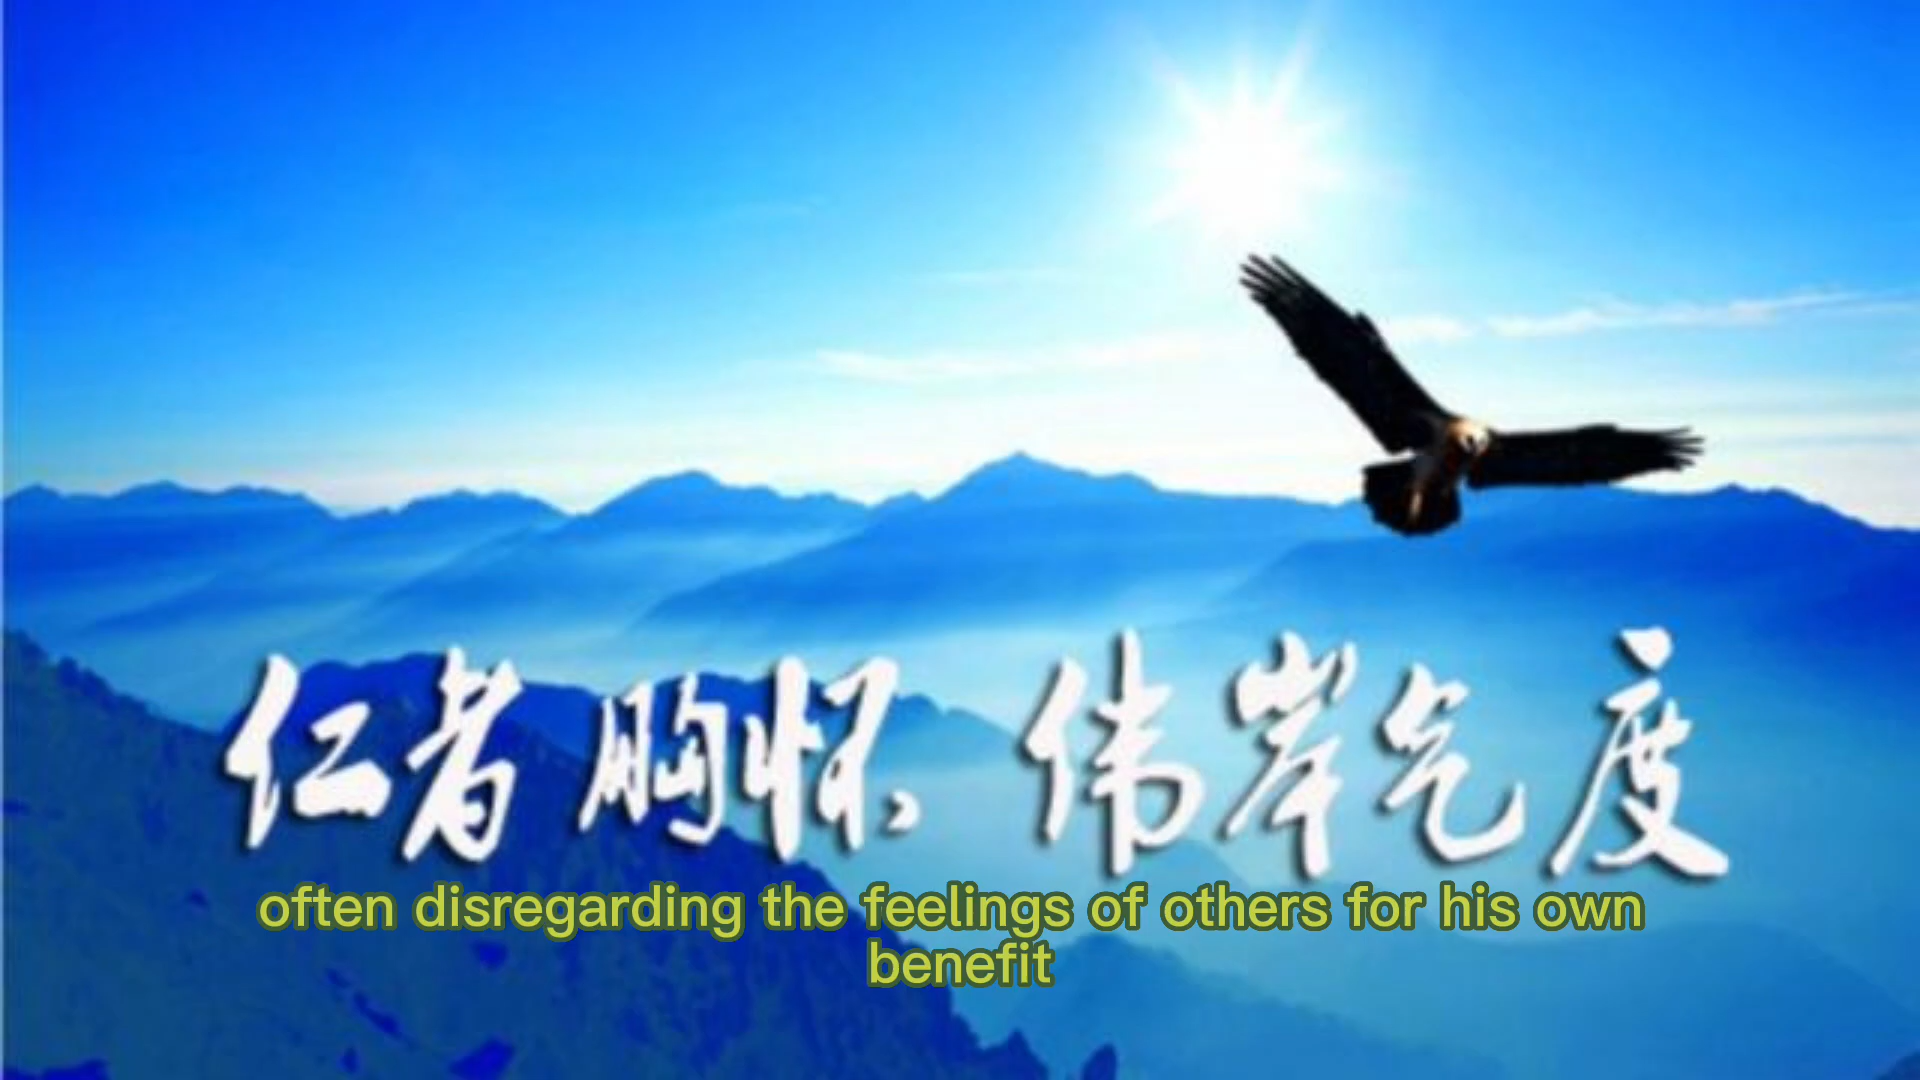 仁者胸怀、伟岸气度
often disregarding the feelings of others for his own
benefit